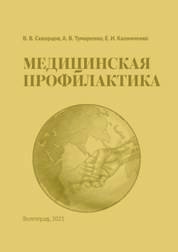 В. В. Скворцов, А. В. Тумаренко, Е. И. Калинченко
МЕДИЦИНСКАЯ
ПРОФИЛАКТИКА
Волгоград, 2021